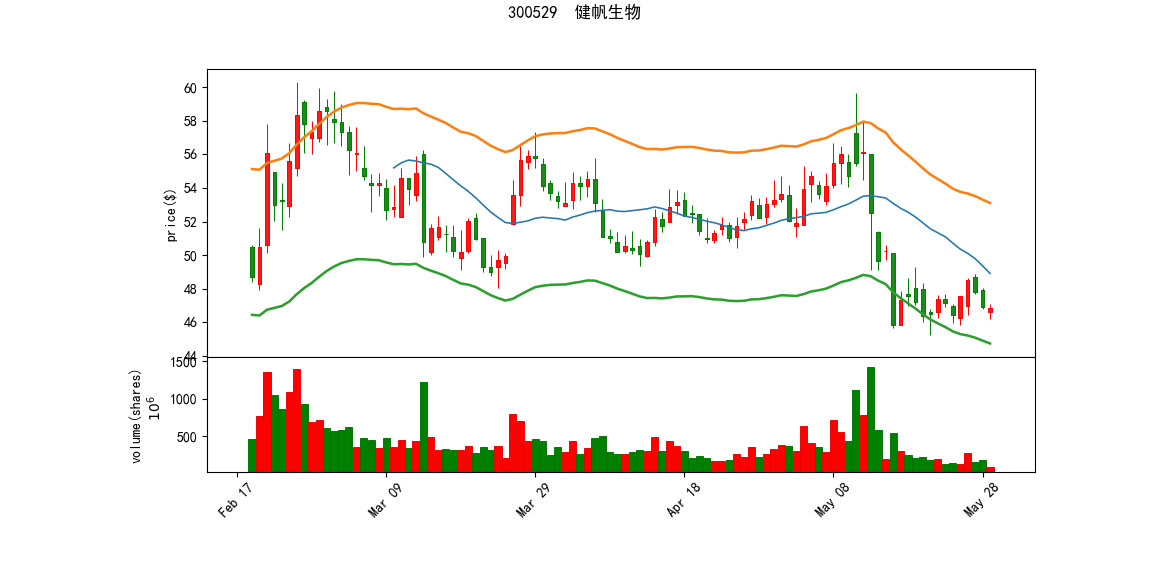 300529 健帆生物
60
58
56
54
52
50
48
46
44
price($)
1500
1000
500
volume(shares)
10^6
Feb 17
Mar 09
Mar 29
Apr 18
May 08
May 28